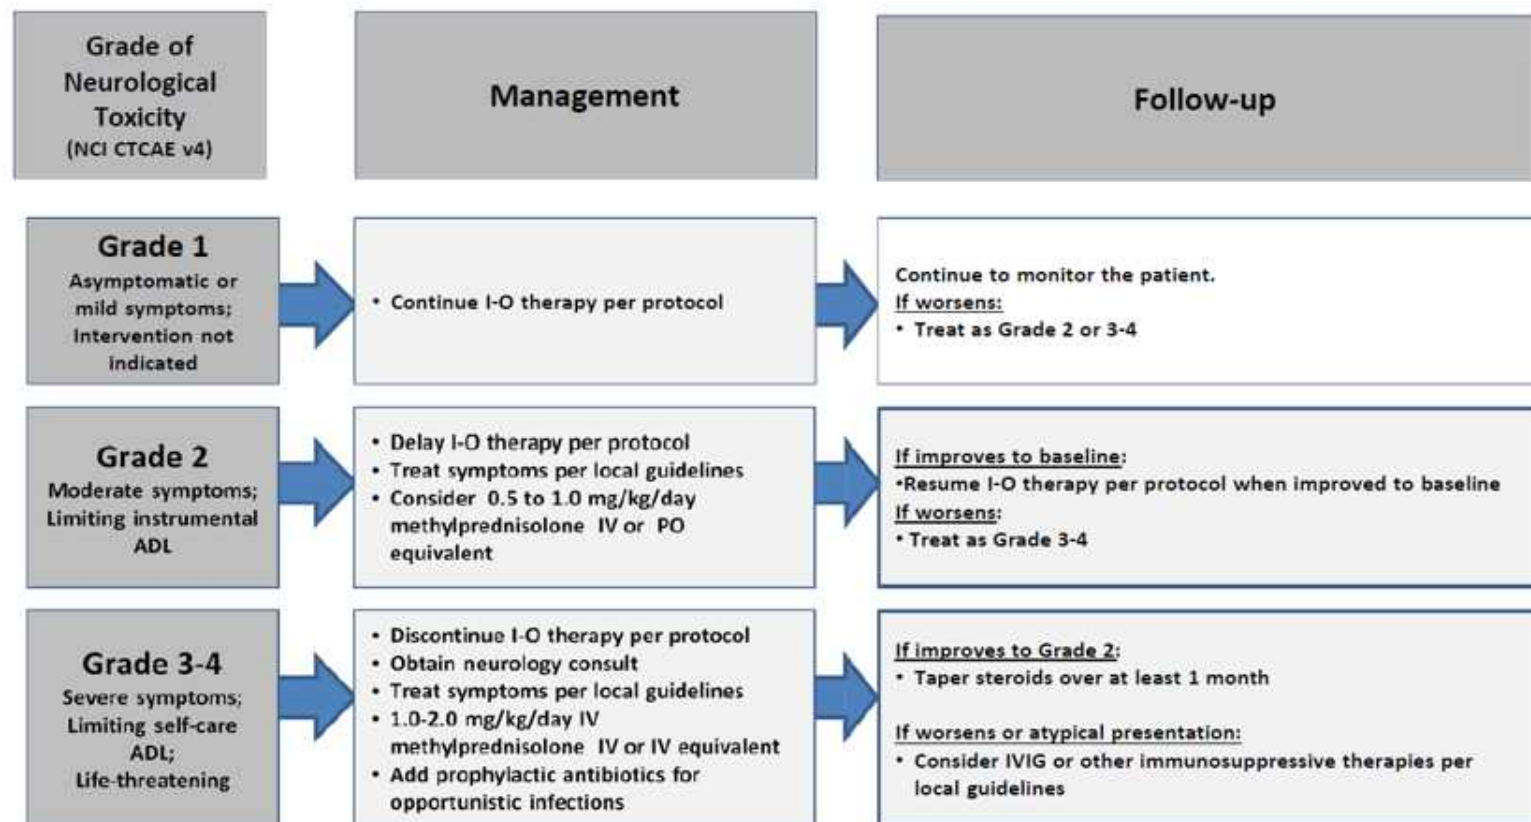 Grade of
Neurological
Toxicity
(NCI CTCAE v4)
Management
Follow-up
Grade 1
Asymptomatic or
mild symptoms;
Intervention not
indicated
• Continue I-O therapy per protocol
Continue to monitor the patient.
If worsens:
• Treat as Grade 2 or 3-4
Grade 2
Moderate symptoms;
Limiting instrumental
ADL
• Delay I-O therapy per protocol
• Treat symptoms per local guidelines
• Consider 0.5 to 1.0 mg/kg/day
methylprednisolone IV or PO
equivalent
If improves to baseline:
•Resume I-O therapy per protocol when improved to baseline
If worsens:
• Treat as Grade 3-4
Grade 3-4
Severe symptoms;
Limiting self-care
ADL;
Life-threatening
• Discontinue I-O therapy per protocol
• Obtain neurology consult
• Treat symptoms per local guidelines
• 1.0-2.0 mg/kg/day IV
methylprednisolone IV or IV equivalent
• Add prophylactic antibiotics for
opportunistic infections
If improves to Grade 2:
• Taper steroids over at least 1 month
If worsens or atypical presentation:
• Consider IVIG or other immunosuppressive therapies per
local guidelines